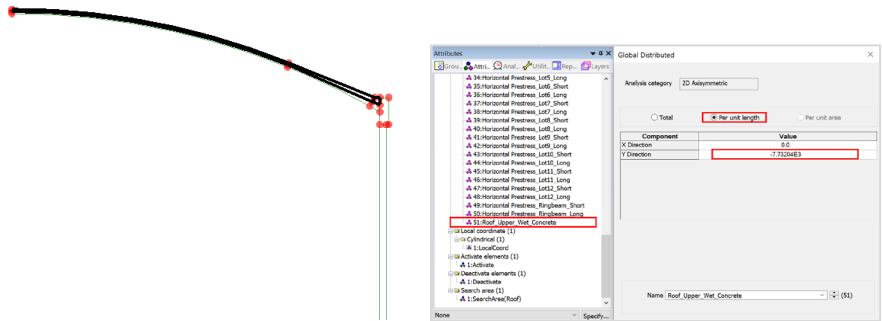 Attributes
Grou.. Attri... Anal... Utilit... Rep... Layers
34:Horizontal Prestress_Lot5_Long
35:Horizontal Prestress_Lot6_Short
36:Horizontal Prestress_Lot6_Long
37:Horizontal Prestress_Lot7_Short
38:Horizontal Prestress_Lot7_Long
39:Horizontal Prestress_Lot8_Short
40:Horizontal Prestress_Lot8_Long
41:Horizontal Prestress_Lot9_Short
42:Horizontal Prestress_Lot9_Long
43:Horizontal Prestress_Lot10_Short
44:Horizontal Prestress_Lot10_Long
45:Horizontal Prestress_Lot11_Short
46:Horizontal Prestress_Lot11_Long
47:Horizontal Prestress_Lot12_Short
48:Horizontal Prestress_Lot12_Long
49:Horizontal Prestress_Ringbeam_Short
50:Horizontal Prestress_Ringbeam_Long
51:Roof_Upper_Wet_Concrete
Local coordinate (1)
Cylindrical (1)
1:LocalCoord
Activate elements (1)
1:Activate
Deactivate elements (1)
1:Deactivate
Search area (1)
1:SearchArea(Roof)
None Specify...
Global Distributed
Analysis category 2D Axisymmetric
Total Per unit length Per unit area
Component Value
X Direction 0.0
Y Direction -7.73204E3
Name Roof_Upper_Wet_Concrete (51)